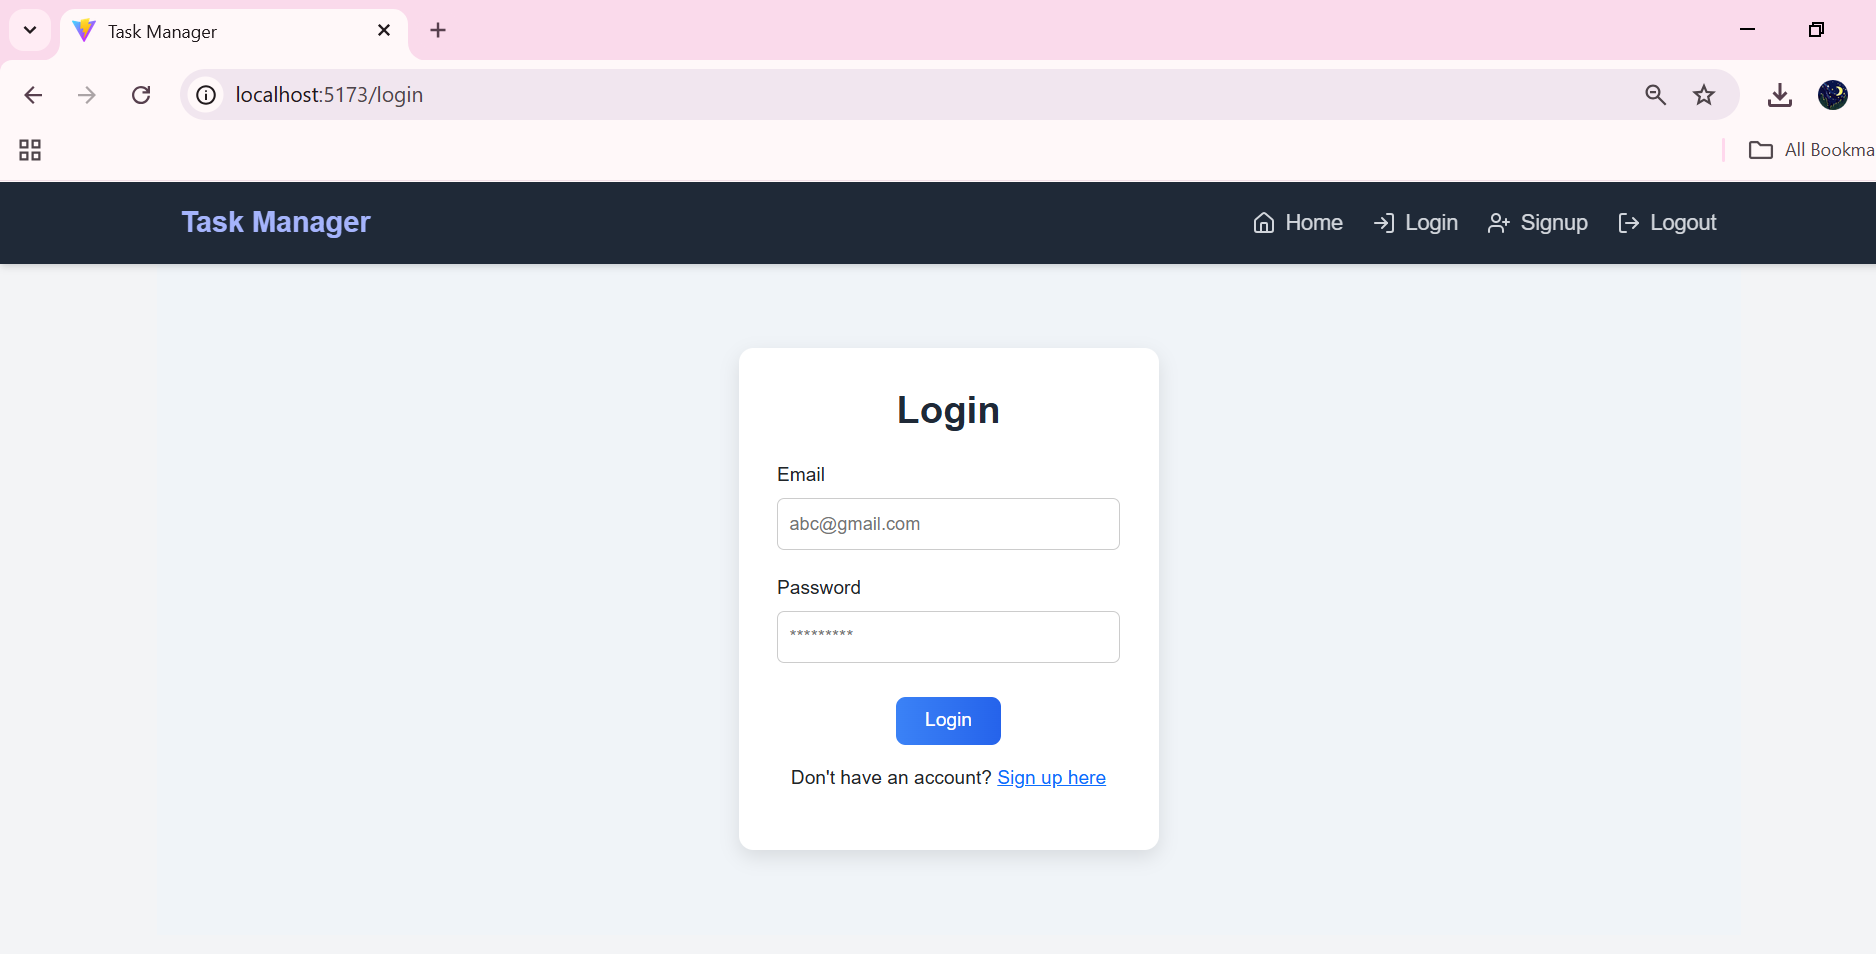 Task Manager
localhost:5173/login
All Bookma
Task Manager Home Login Signup Logout
Login
Email
abc@gmail.com
Password
*********
Login
Don't have an account? Sign up here